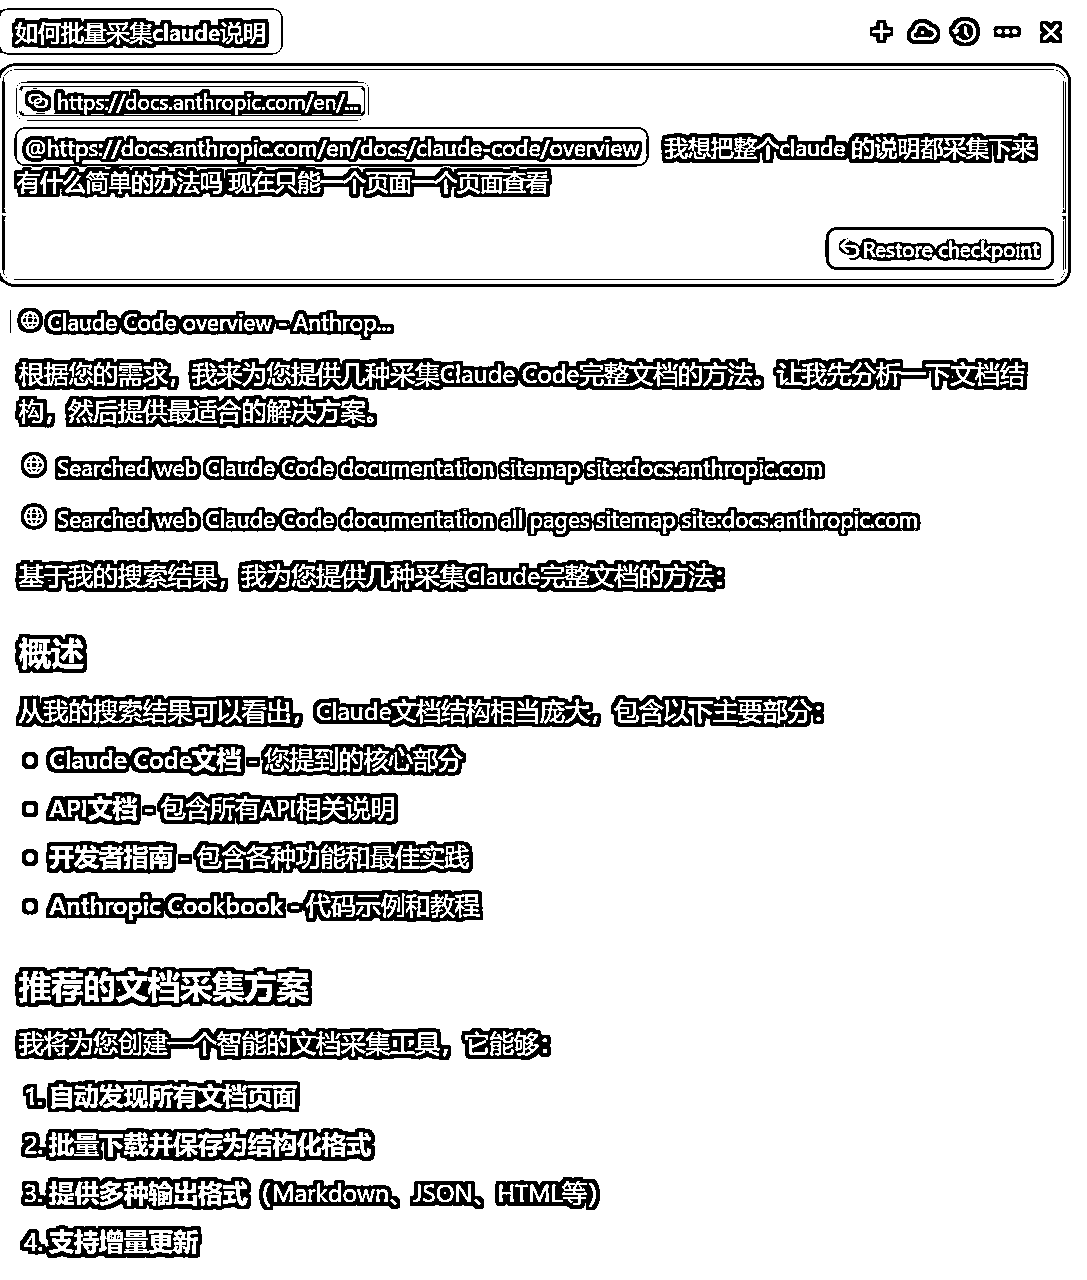 如何批量采集claude说明
https://docs.anthropic.com/en/...
@https://docs.anthropic.com/en/docs/claude-code/overview 我想把整个claude 的说明都采集下来
有什么简单的办法吗 现在只能一个页面一个页面查看
Restore checkpoint
Claude Code overview - Anthrop...
根据您的需求，我来为您提供几种采集Claude Code完整文档的方法。让我先分析一下文档结
构，然后提供最适合的解决方案。
Searched web Claude Code documentation sitemap site:docs.anthropic.com
Searched web Claude Code documentation all pages sitemap site:docs.anthropic.com
基于我的搜索结果，我为您提供几种采集Claude完整文档的方法：
概述
从我的搜索结果可以看出，Claude文档结构相当庞大，包含以下主要部分：
Claude Code文档 - 您提到的核心部分
API文档 - 包含所有API相关说明
开发者指南 - 包含各种功能和最佳实践
Anthropic Cookbook - 代码示例和教程
推荐的文档采集方案
我将为您创建一个智能的文档采集工具，它能够：
1. 自动发现所有文档页面
2. 批量下载并保存为结构化格式
3. 提供多种输出格式（Markdown、JSON、HTML等）
4. 支持增量更新